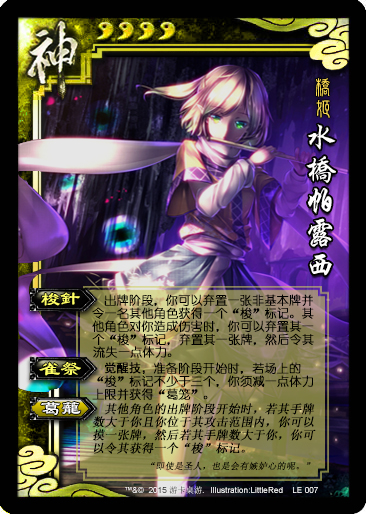 神
橋姬
水橋帕露西
梭針
出牌阶段，你可以弃置一张非基本牌并
令一名其他角色获得一个“梭”标记。其
他角色对你造成伤害时，你可以弃置其一
个“梭”标记，弃置其一张牌，然后令其
流失一点体力。
雀祭
觉醒技，准备阶段开始时，若场上的
“梭”标记不少于三个，你须减一点体力
上限并获得“葛笼”。
葛蘢
其他角色的出牌阶段开始时，若其手牌
数大于你且你位于其攻击范围内，你可以
摸一张牌，然后若其手牌数大于你，你可
以令其获得一个“梭”标记。
“即使是圣人，也是会有嫉妒心的呢。”
™&© 2015 游卡桌游. Illustration:LittleRed LE 007